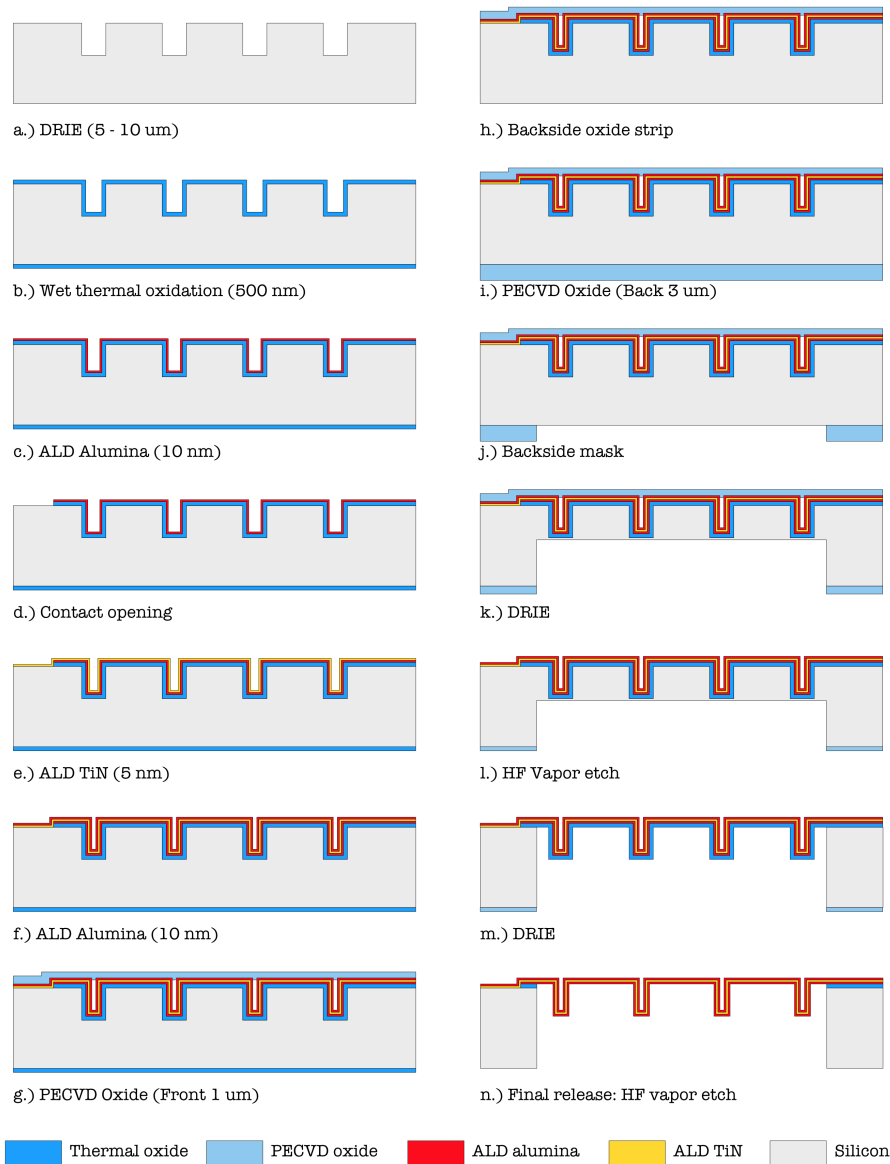 a.) DRIE (5 - 10 um)
b.) Wet thermal oxidation (500 nm)
c.) ALD Alumina (10 nm)
d.) Contact opening
e.) ALD TiN (5 nm)
f.) ALD Alumina (10 nm)
g.) PECVD Oxide (Front 1 um)
h.) Backside oxide strip
i.) PECVD Oxide (Back 3 um)
j.) Backside mask
k.) DRIE
l.) HF Vapor etch
m.) DRIE
n.) Final release: HF vapor etch
Thermal oxide
PECVD oxide
ALD alumina
ALD TiN
Silicon